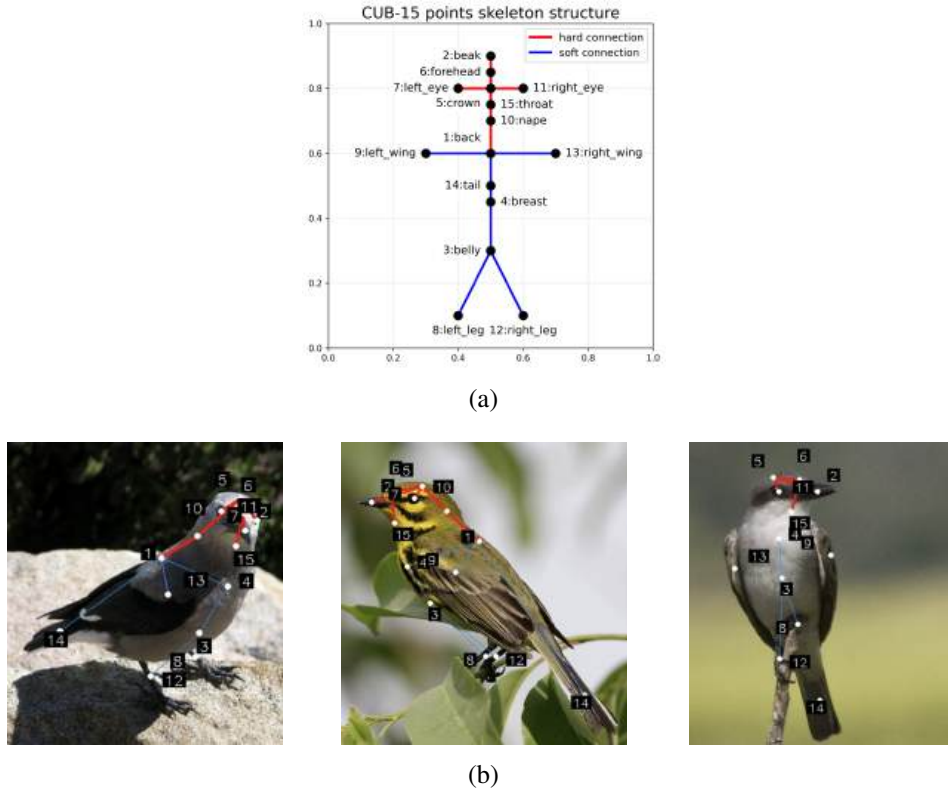 CUB-15 points skeleton structure
1.0
hard connection
soft connection
2:beak
6:forehead
0.8
7:left_eye
11:right_eye
5:crown
15:throat
10:nape
1:back
0.6
9:left_wing
13:right_wing
14:tail
4:breast
0.4
3:belly
0.2
8:left_leg
12:right_leg
0.0
0.0 0.2 0.4 0.6 0.8 1.0
(a)
5 6
10 11 2
7
1 15
13 4
14 3
8
12
6 5
2 7 10
15 1
4 9
3
8 12
14
5 6
11 2
15
4 9
13
3
8
12
14
(b)